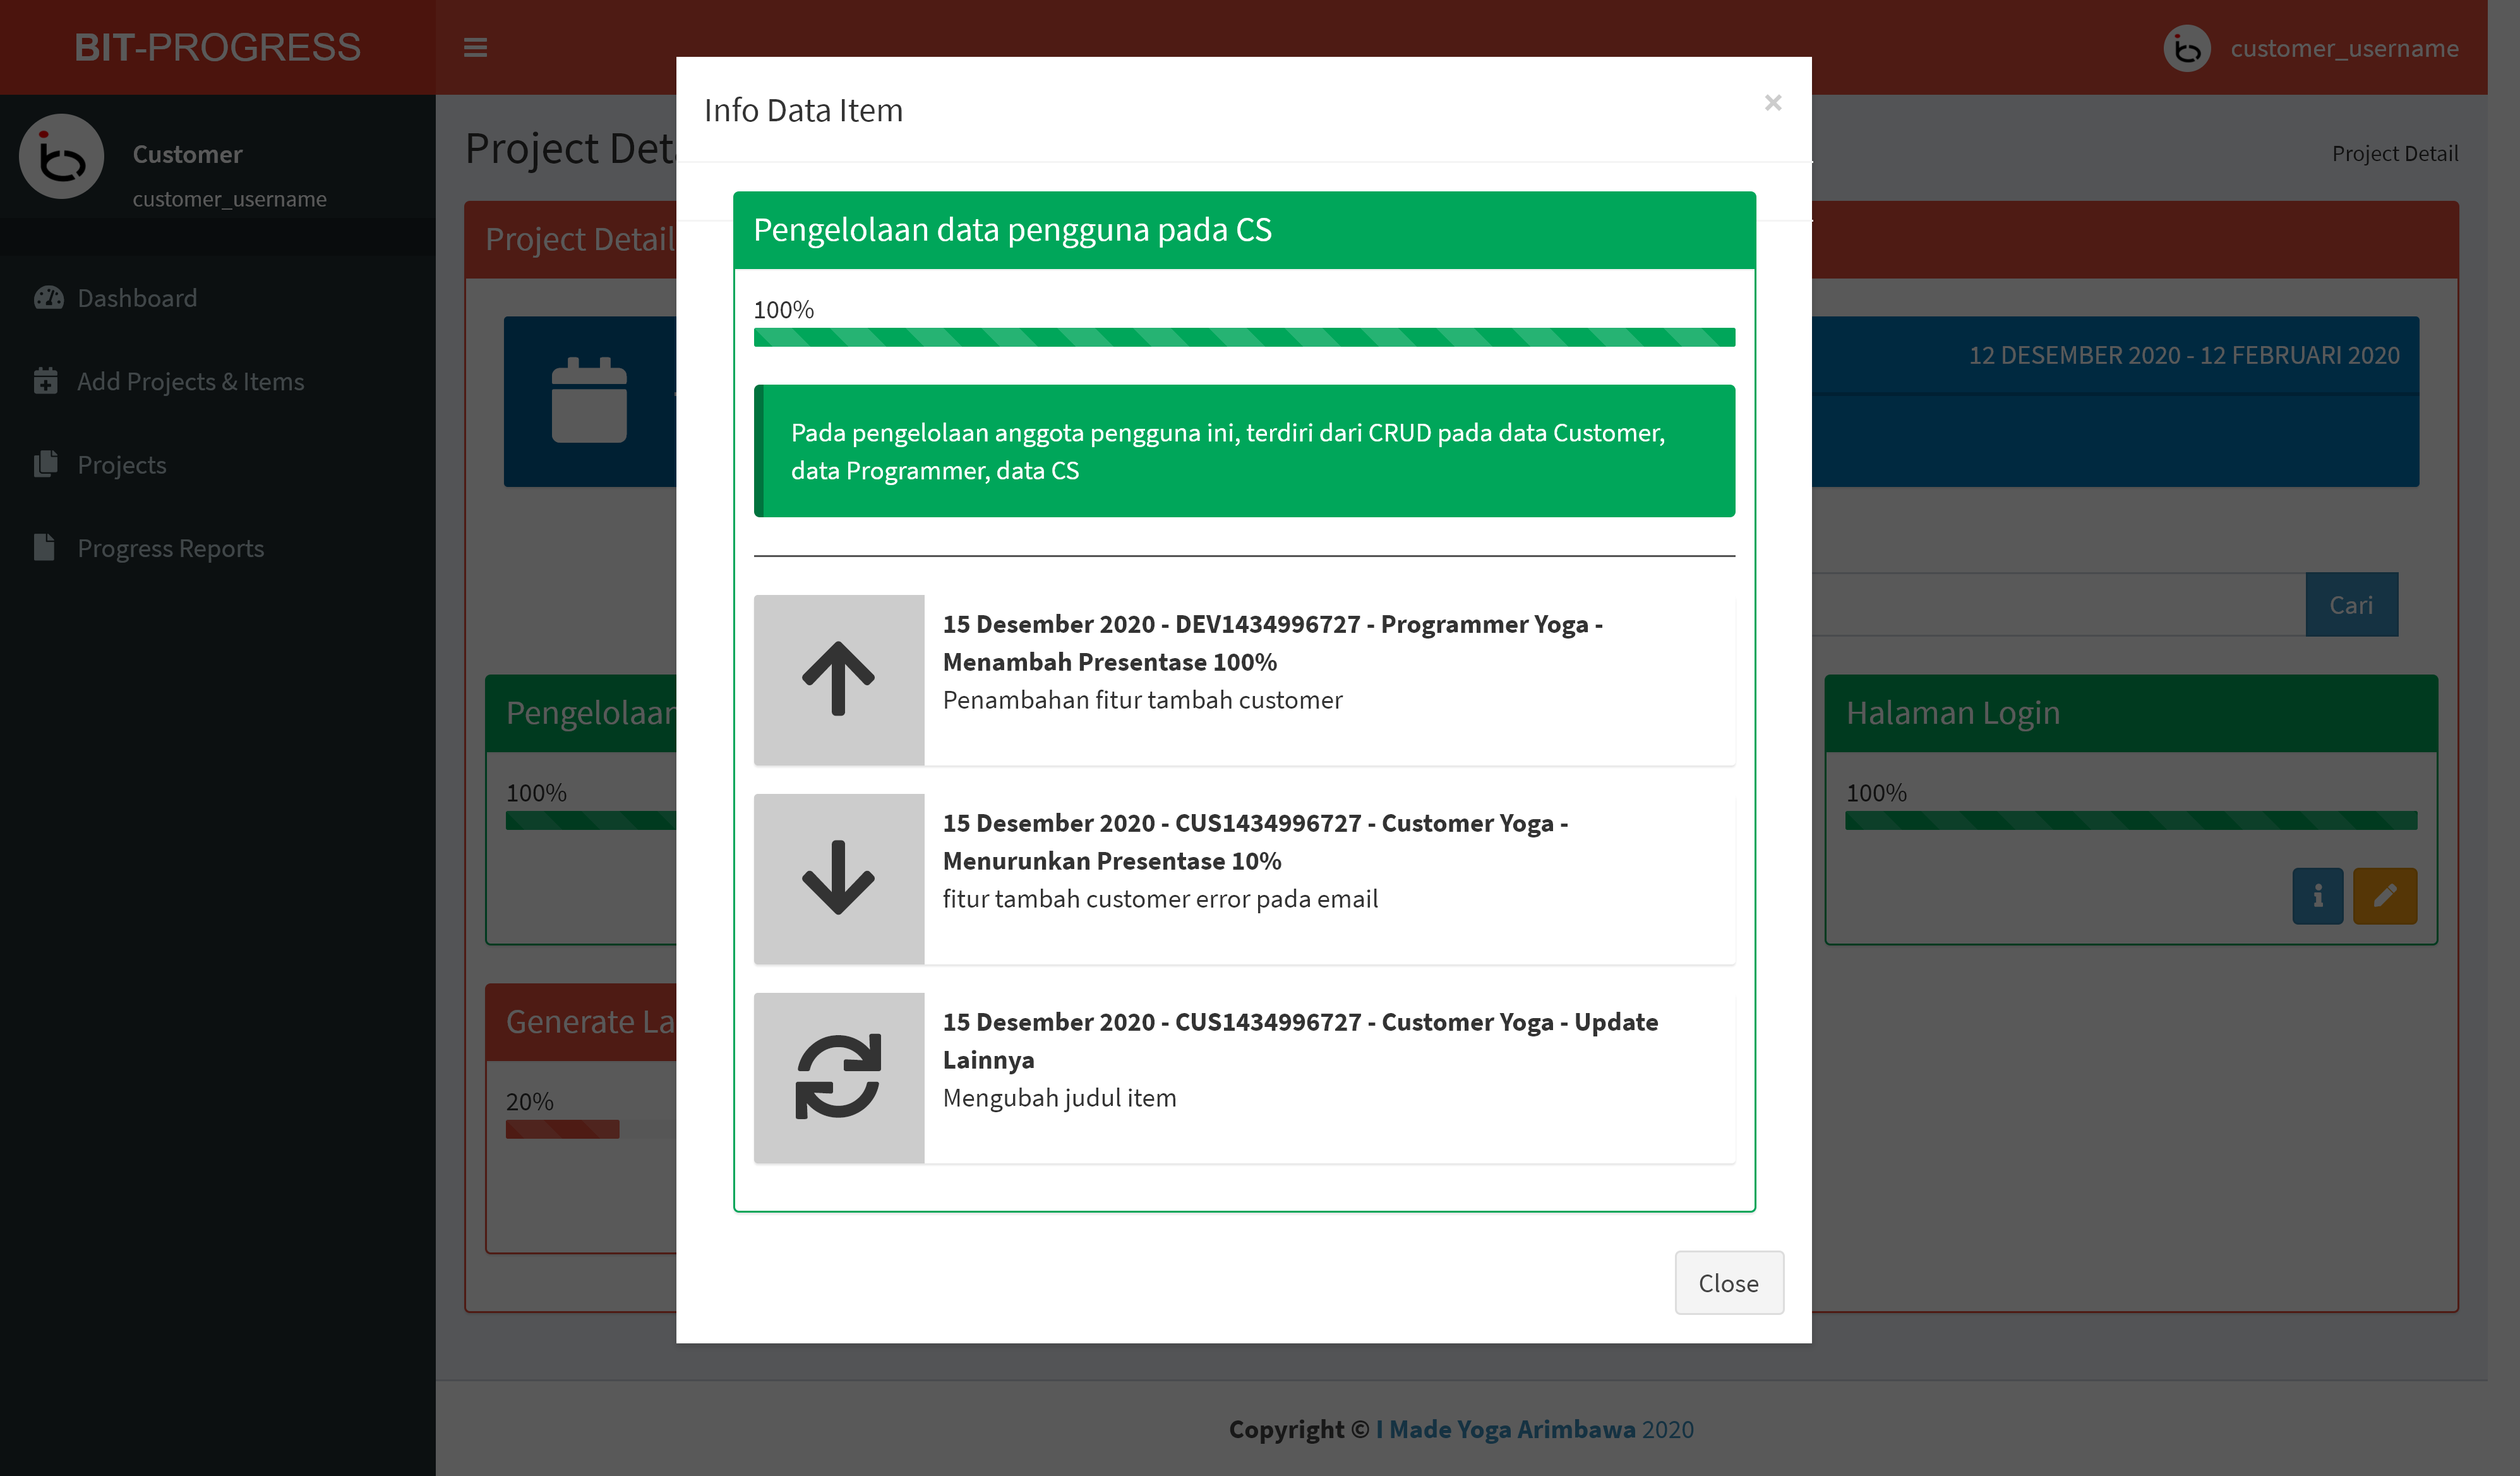 BIT-PROGRESS
customer_username
Customer
customer_username
Dashboard
Add Projects & Items
Projects
Progress Reports
Project
Project Detail
Project Detail
12 DESEMBER 2020 - 12 FEBRUARI 2020
Cari
Pengelolaan
100%
Halaman Login
100%
Generate
20%
Info Data Item
×
Pengelolaan data pengguna pada CS
100%
Pada pengelolaan anggota pengguna ini, terdiri dari CRUD pada data Customer,
data Programmer, data CS
15 Desember 2020 - DEV1434996727 - Programmer Yoga -
Menambah Presentase 100%
Penambahan fitur tambah customer
15 Desember 2020 - CUS1434996727 - Customer Yoga -
Menurunkan Presentase 10%
fitur tambah customer error pada email
15 Desember 2020 - CUS1434996727 - Customer Yoga - Update
Lainnya
Mengubah judul item
Close
Copyright © I Made Yoga Arimbawa 2020